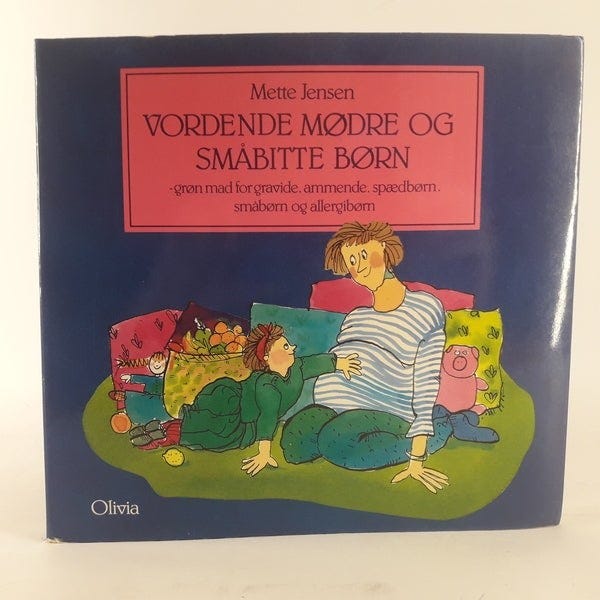 Mette Jensen
VORDENDE MØDRE OG
SMÅBITTE BØRN
-grøn mad for gravide, ammende, spædbørn,
småbørn og allergibørn
Olivia